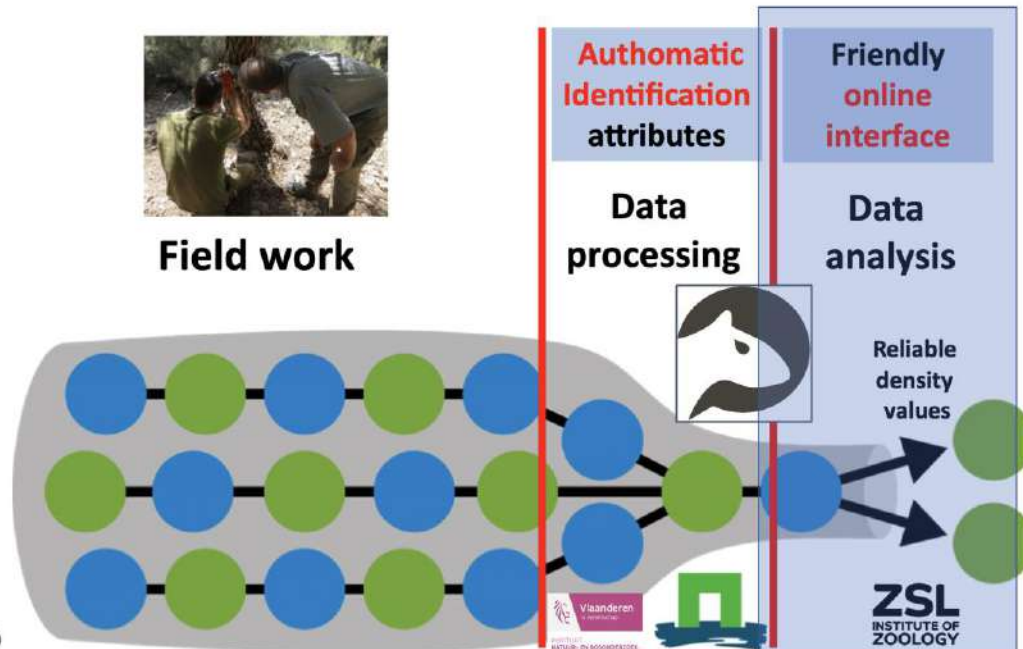 Authomatic
Identification
attributes
Friendly
online
interface
Field work
Data
processing
Data
analysis
Reliable
density
values
Vlaanderen
ZSL
INSTITUTE OF
ZOOLOGY